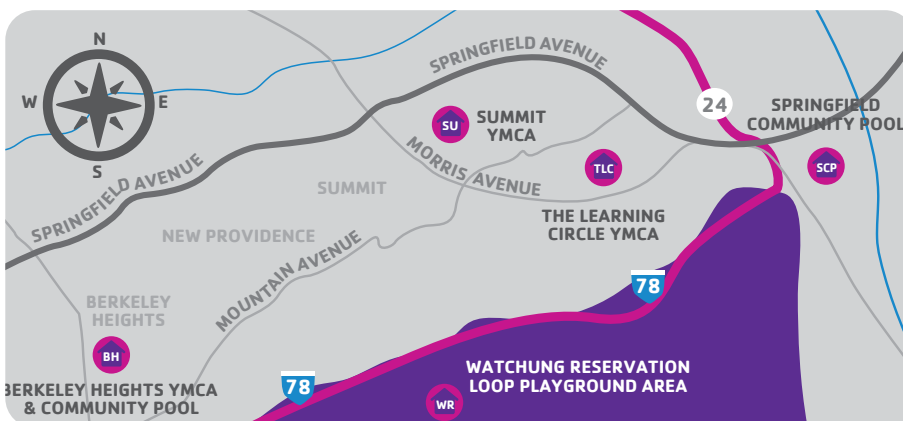 N
W
E
S
SPRINGFIELD AVENUE
24
SPRINGFIELD
COMMUNITY POOL
SU
SUMMIT
YMCA
MORRIS AVENUE
TLC
SCP
SPRINGFIELD AVENUE
SUMMIT
THE LEARNING
CIRCLE YMCA
NEW PROVIDENCE
MOUNTAIN AVENUE
78
BERKELEY
HEIGHTS
BH
BERKELEY HEIGHTS YMCA
& COMMUNITY POOL
78
WATCHUNG RESERVATION
LOOP PLAYGROUND AREA
WR